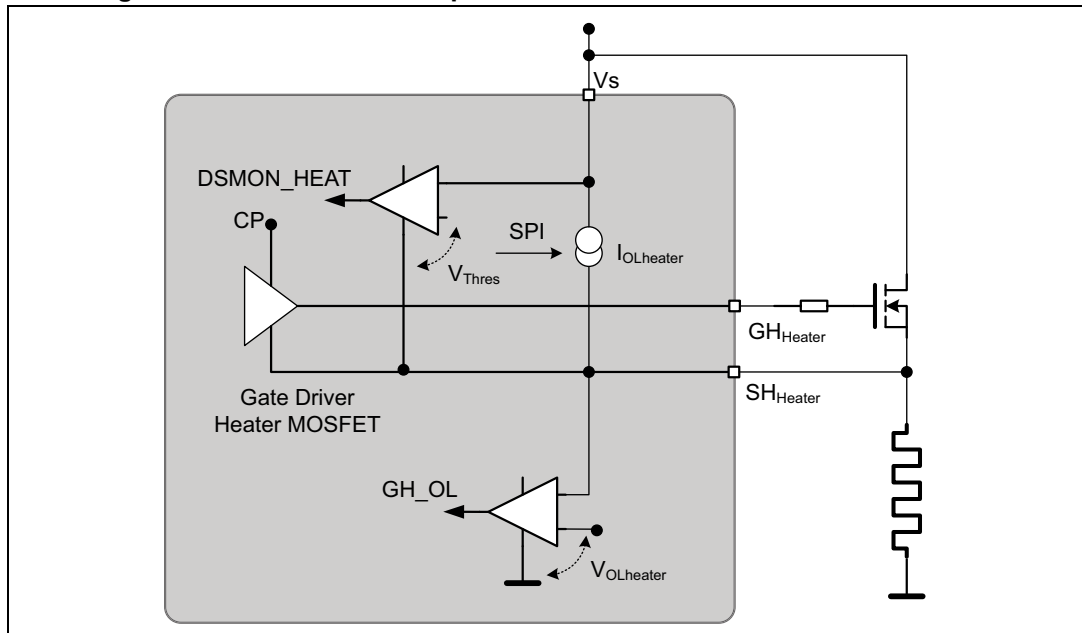 Vs
DSMON_HEAT
CP
SPI
IOLheater
VThres
GHHeater
SHHeater
Gate Driver
Heater MOSFET
GH_OL
VOLheater